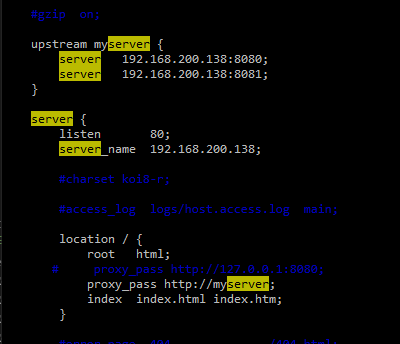 #gzip  on;
upstream myserver {
server   192.168.200.138:8080;
server   192.168.200.138:8081;
}
server {
listen       80;
server_name  192.168.200.138;
#charset koi8-r;
#access_log  logs/host.access.log  main;
location / {
root   html;
#     proxy_pass http://127.0.0.1:8080;
proxy_pass http://myserver;
index  index.html index.htm;
}